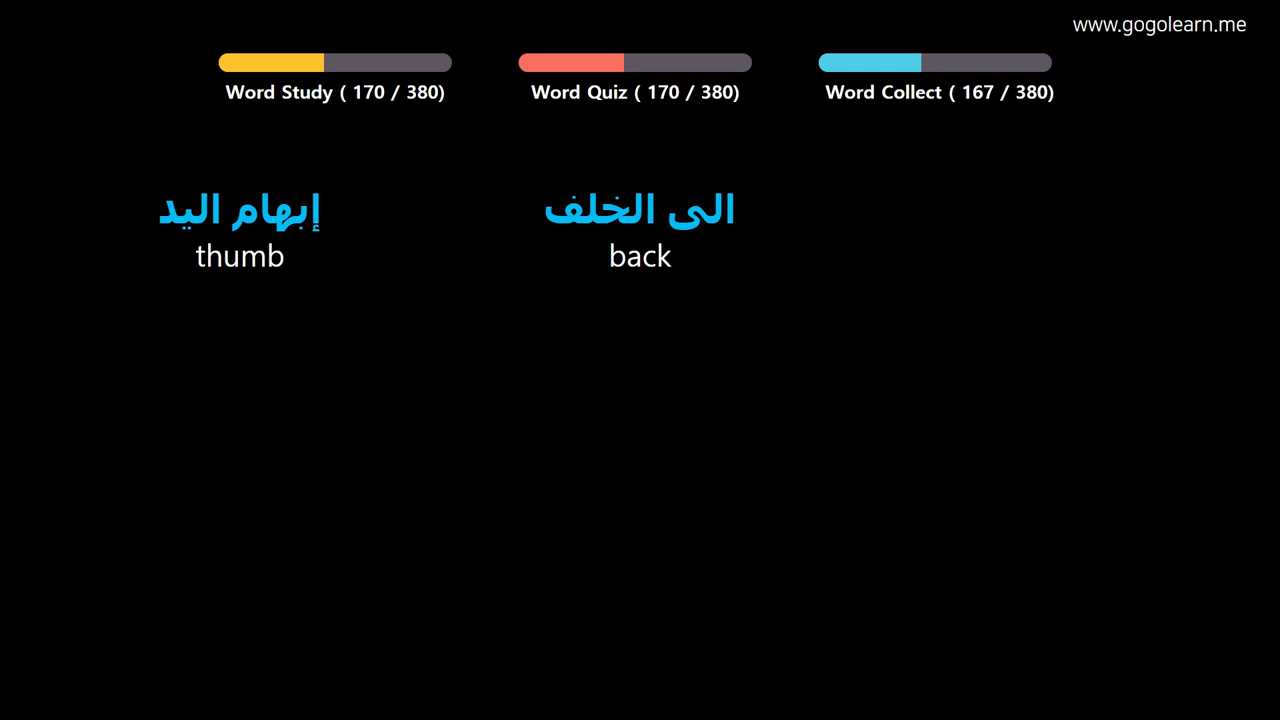 www.gogolearn.me
Word Study ( 170 / 380)
Word Quiz ( 170 / 380)
Word Collect ( 167 / 380)
إبهام اليد
thumb
الى الخلف
back